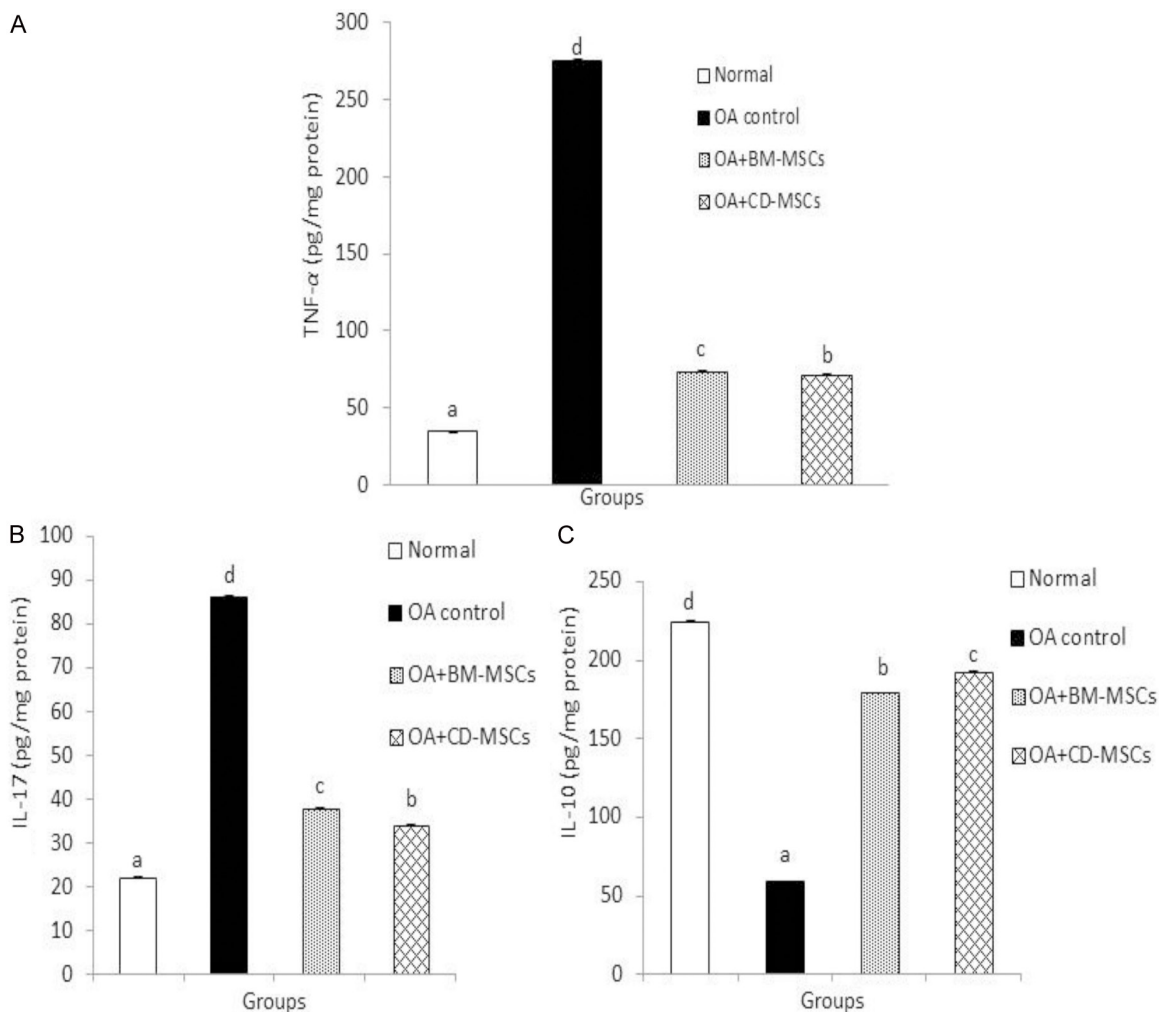 A
TNF-α (pg/mg protein)
300
250
200
150
100
50
0
a
d
c
b
Groups
Normal
OA control
OA+BM-MSCs
OA+CD-MSCs
B
IL-17 (pg/mg protein)
100
90
80
70
60
50
40
30
20
10
0
a
d
c
b
Groups
Normal
OA control
OA+BM-MSCs
OA+CD-MSCs
C
IL-10 (pg/mg protein)
250
200
150
100
50
0
d
a
b
c
Groups
Normal
OA control
OA+BM-MSCs
OA+CD-MSCs